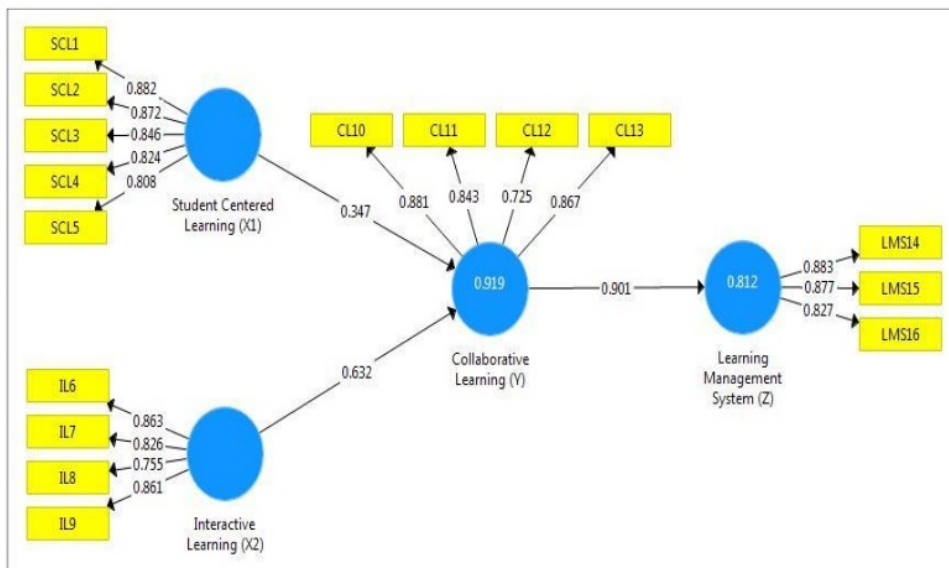 SCL1
SCL2
SCL3
SCL4
SCL5
0.882
0.872
0.846
0.824
0.808
Student Centered
Learning (X1)
CL10
CL11
CL12
CL13
0.881
0.843
0.725
0.867
0.347
0.919
Collaborative
Learning (Y)
0.632
0.901
0.812
Learning
Management
System (Z)
0.883
0.877
0.827
LMS14
LMS15
LMS16
IL6
IL7
IL8
IL9
0.863
0.826
0.755
0.861
Interactive
Learning (X2)